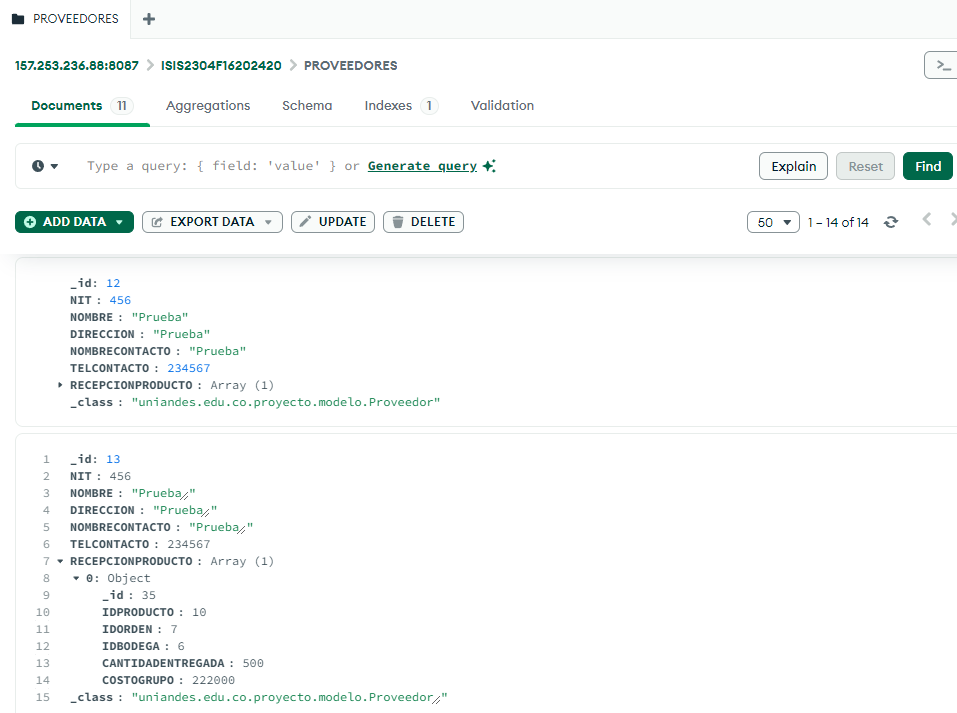 PROVEEDORES +
157.253.236.88:8087 > ISIS2304F16202420 > PROVEEDORES
>_
Documents 11 Aggregations Schema Indexes 1 Validation
Type a query: { field: 'value' } or Generate query
Explain Reset Find
ADD DATA EXPORT DATA UPDATE DELETE 50 1 – 14 of 14
_id: 12
NIT : 456
NOMBRE : "Prueba"
DIRECCION : "Prueba"
NOMBRECONTACTO : "Prueba"
TELCONTACTO : 234567
RECEPCIONPRODUCTO : Array (1)
_class : "uniandes.edu.co.proyecto.modelo.Proveedor"
1 _id: 13
2 NIT : 456
3 NOMBRE : "Prueba"
4 DIRECCION : "Prueba"
5 NOMBRECONTACTO : "Prueba"
6 TELCONTACTO : 234567
7 RECEPCIONPRODUCTO : Array (1)
8 0: Object
9 _id : 35
10 IDPRODUCTO : 10
11 IDORDEN : 7
12 IDBODEGA : 6
13 CANTIDADENTREGADA : 500
14 COSTOGRUPO : 222000
15 _class : "uniandes.edu.co.proyecto.modelo.Proveedor"